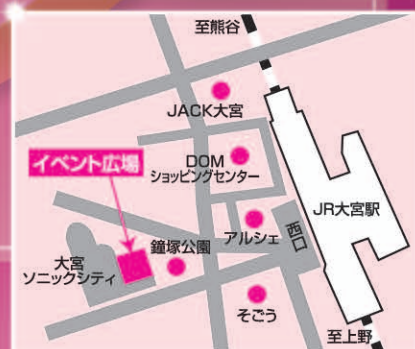 至熊谷
JACK大宮
イベント広場
DOM
ショッピングセンター
JR大宮駅
西口
アルシェ
鐘塚公園
大宮
ソニックシティ
そごう
至上野